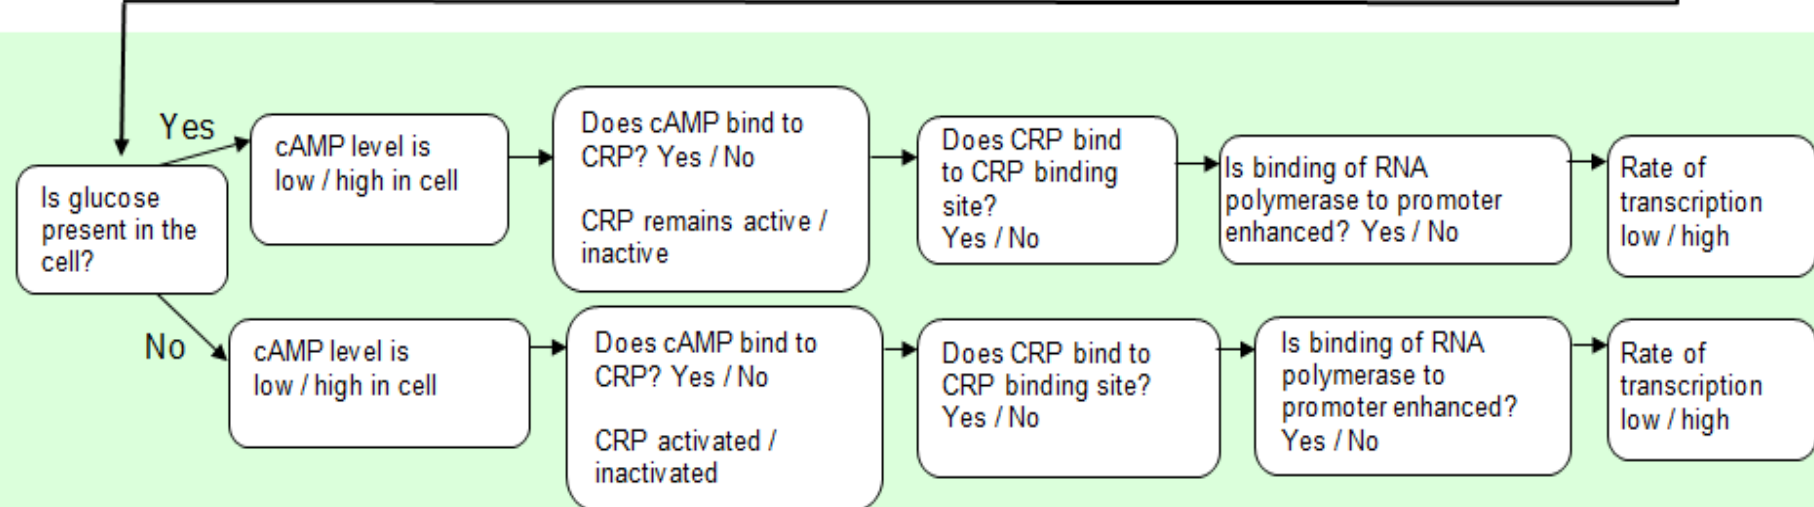 Is glucose
present in the
cell?
Yes
cAMP level is
low / high in cell
Does cAMP bind to
CRP? Yes / No
CRP remains active /
inactive
Does CRP bind
to CRP binding
site?
Yes / No
Is binding of RNA
polymerase to promoter
enhanced? Yes / No
Rate of
transcription
low / high
No
cAMP level is
low / high in cell
Does cAMP bind to
CRP? Yes / No
CRP activated /
inactivated
Does CRP bind to
CRP binding site?
Yes / No
Is binding of RNA
polymerase to
promoter enhanced?
Yes / No
Rate of
transcription
low / high